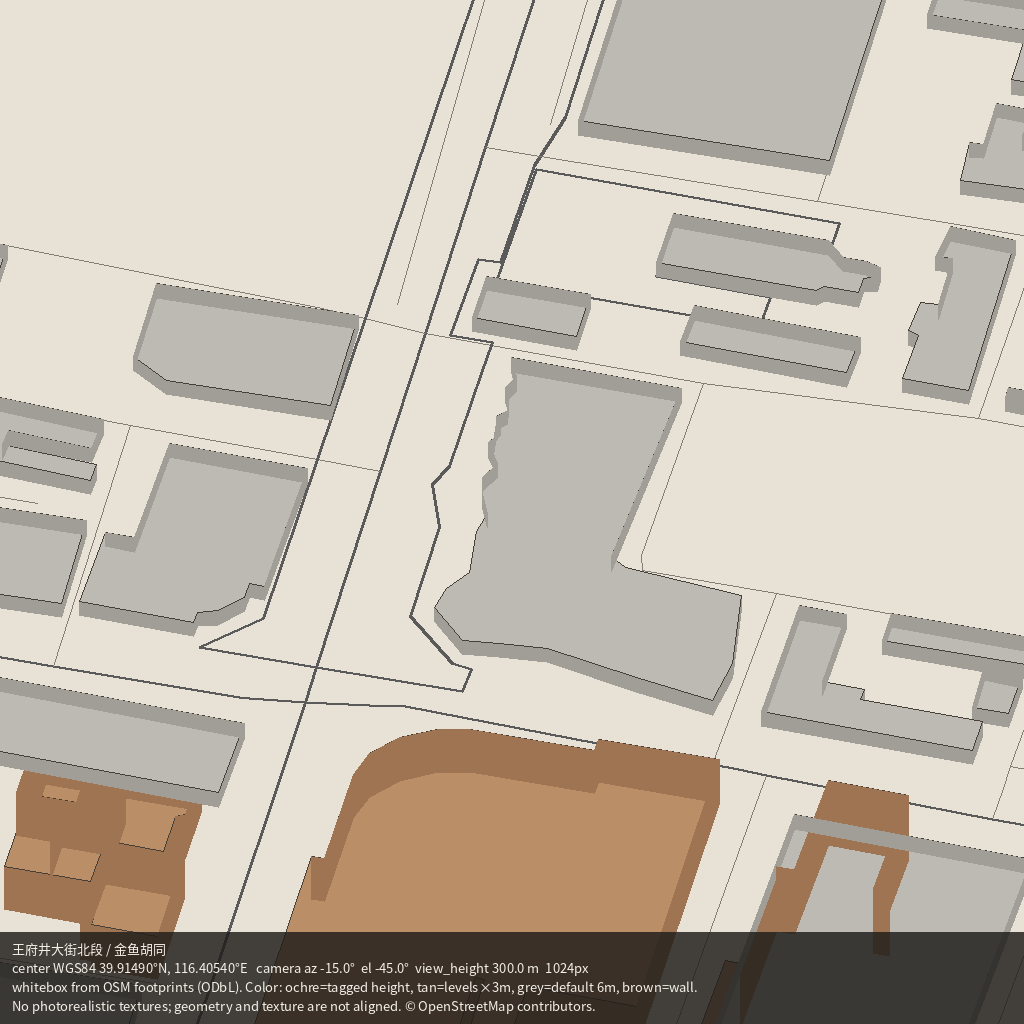 王府井大街北段 / 金鱼胡同
center WGS84 39.91490°N, 116.40540°E camera az -15.0° el -45.0° view_height 300.0 m 1024px
whitebox from OSM footprints (ODbL). Color: ochre=tagged height, tan=levels×3m, grey=default 6m, brown=wall.
No photorealistic textures; geometry and texture are not aligned. © OpenStreetMap contributors.